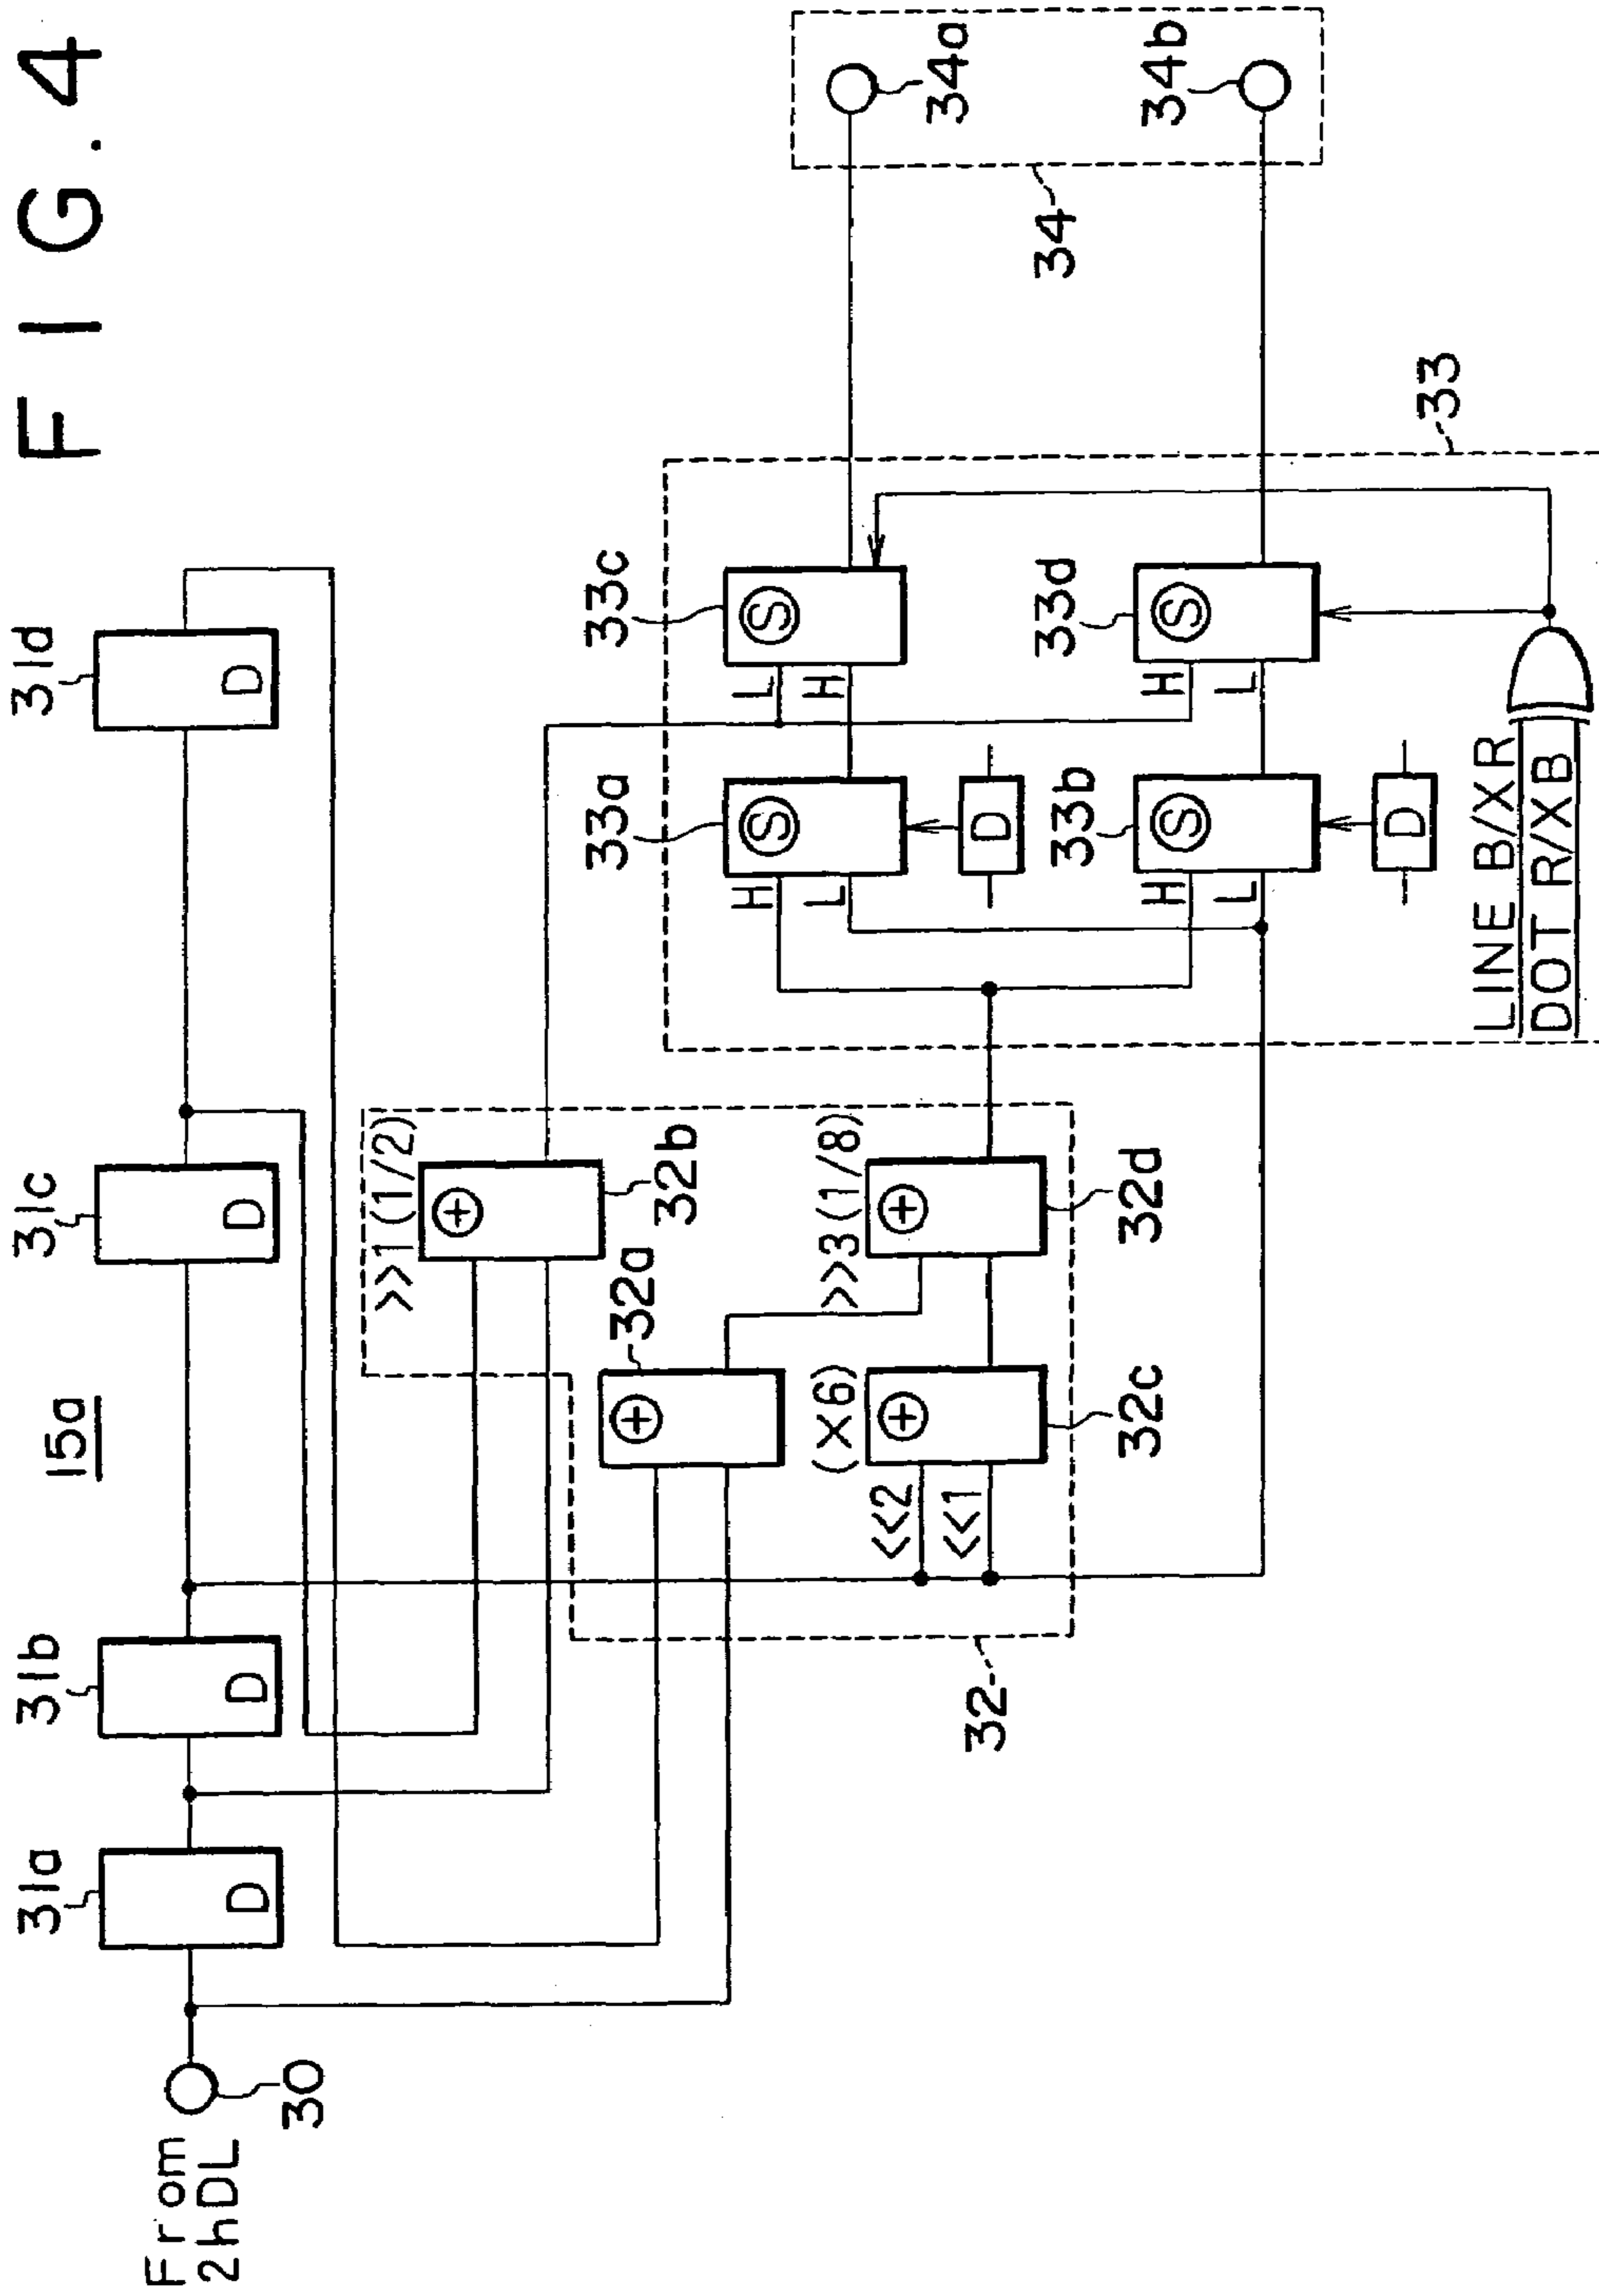 FIG. 4
15a
31a
31b
31c
31d
D
D
D
D
From
2hDL
30
>>1(1/2)
32b
32a
(×6)
>>3(1/8)
<<2
<<1
32c
32d
32
33a
33c
S
S
H
L
L
H
D
33b
33d
S
S
H
L
H
L
D
LINE B/XR
DOT R/XB
33
34
34a
34b